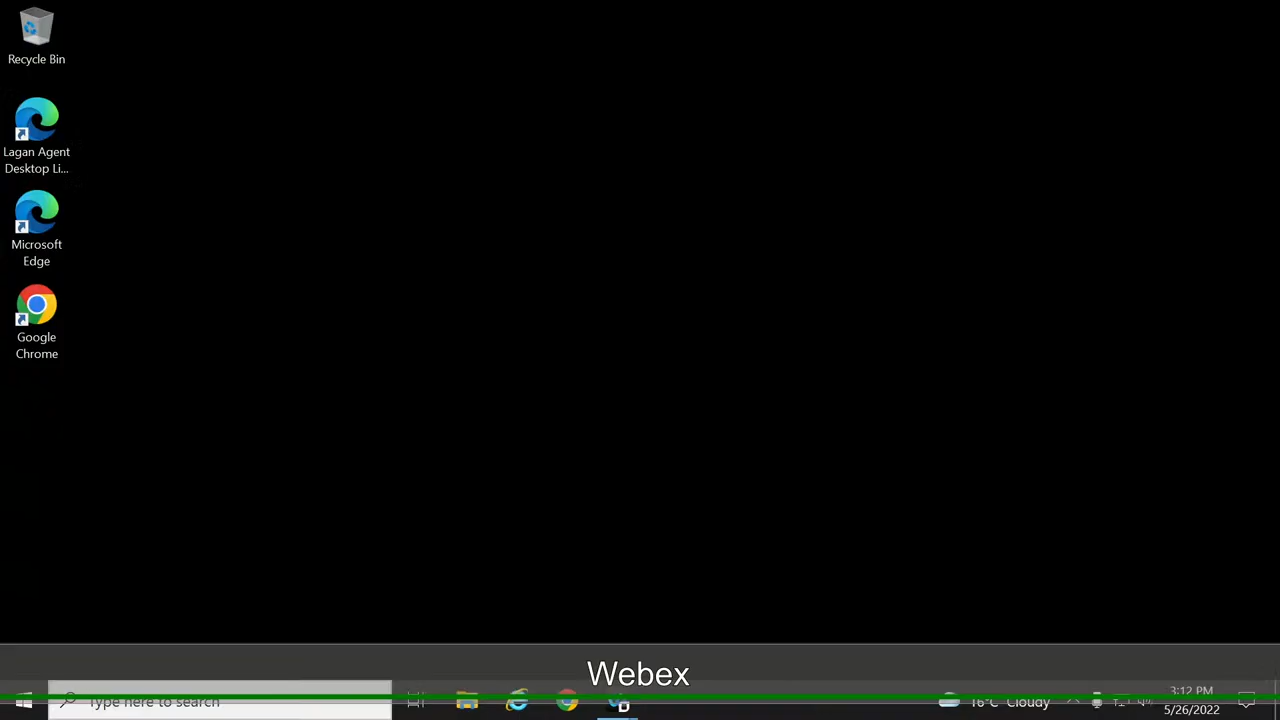 Recycle Bin
Lagan Agent
Desktop Li...
Microsoft
Edge
Google
Chrome
Webex
Type here to search
16°C Cloudy
3:12 PM
5/26/2022